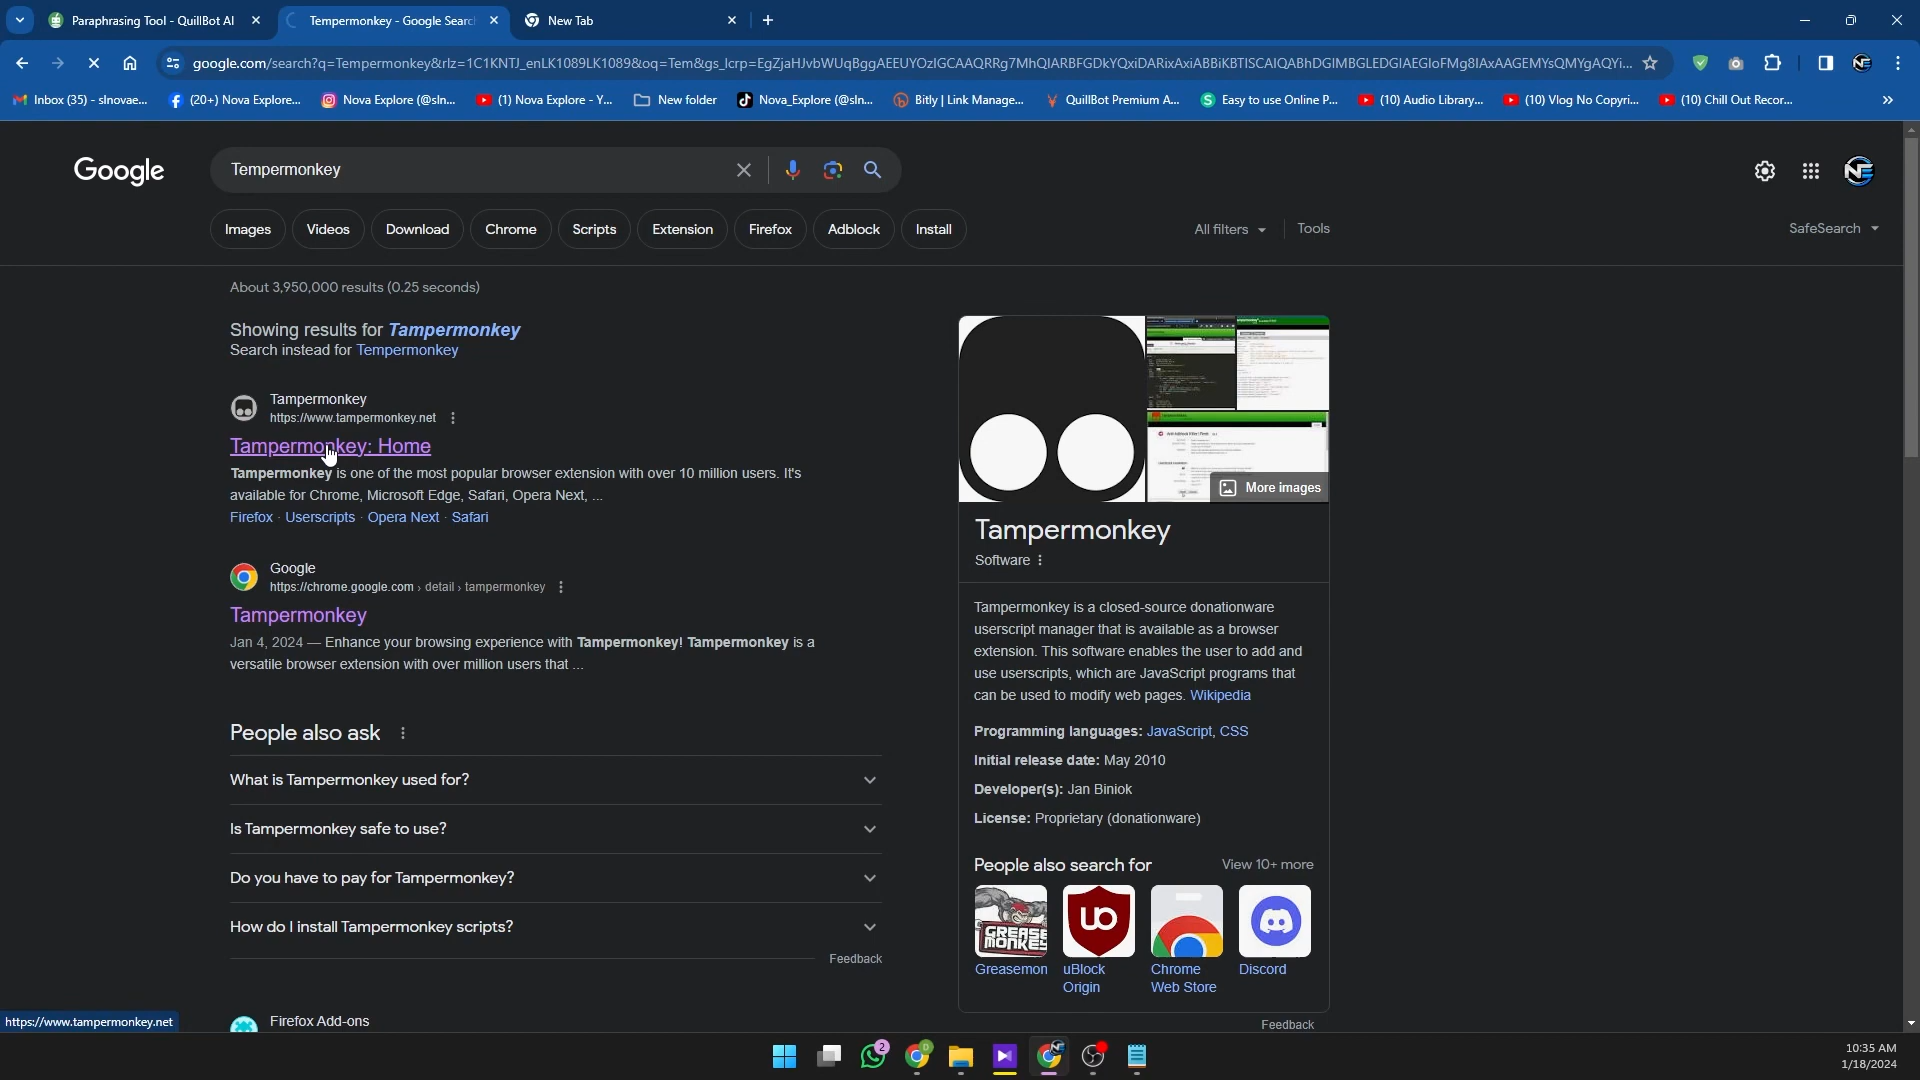 Paraphrasing Tool - QuillBot AI
Tempermonkey - Google Searc
New Tab
google.com/search?q=Tempermonkey&rlz=1C1KNTJ_enLK1089LK1089&oq=Tem&gs_lcrp=EgZjaHJvbWUqBggAEEUYOzIGCAAQRRg7MhQIARBFGDkYQxiDARixAxiABBiKBTISCAIQABhDGIMBGLEDGIAEGIoFMg8IAxAAGEMYsQMYgAQYi...
Inbox (35) - slnovae...
(20+) Nova Explore...
Nova Explore (@sln...
(1) Nova Explore - Y...
New folder
Nova_Explore (@sln...
Bitly | Link Manage...
QuillBot Premium A...
Easy to use Online P...
(10) Audio Library...
(10) Vlog No Copyri...
(10) Chill Out Recor...
Google
Tempermonkey
Images
Videos
Download
Chrome
Scripts
Extension
Firefox
Adblock
Install
All filters
Tools
SafeSearch
About 3,950,000 results (0.25 seconds)
Showing results for Tampermonkey
Search instead for Tempermonkey
Tampermonkey
https://www.tampermonkey.net
Tampermonkey: Home
Tampermonkey is one of the most popular browser extension with over 10 million users. It's
available for Chrome, Microsoft Edge, Safari, Opera Next, ...
Firefox · Userscripts · Opera Next · Safari
Google
https://chrome.google.com › detail › tampermonkey
Tampermonkey
Jan 4, 2024 — Enhance your browsing experience with Tampermonkey! Tampermonkey is a
versatile browser extension with over million users that ...
People also ask
What is Tampermonkey used for?
Is Tampermonkey safe to use?
Do you have to pay for Tampermonkey?
How do I install Tampermonkey scripts?
Feedback
Firefox Add-ons
More images
Tampermonkey
Software
Tampermonkey is a closed-source donationware
userscript manager that is available as a browser
extension. This software enables the user to add and
use userscripts, which are JavaScript programs that
can be used to modify web pages. Wikipedia
Programming languages: JavaScript, CSS
Initial release date: May 2010
Developer(s): Jan Biniok
License: Proprietary (donationware)
People also search for
View 10+ more
GREASE
MONKE
Greasemon
uBlock
Origin
Chrome
Web Store
Discord
Feedback
https://www.tampermonkey.net
2
10:35 AM
1/18/2024